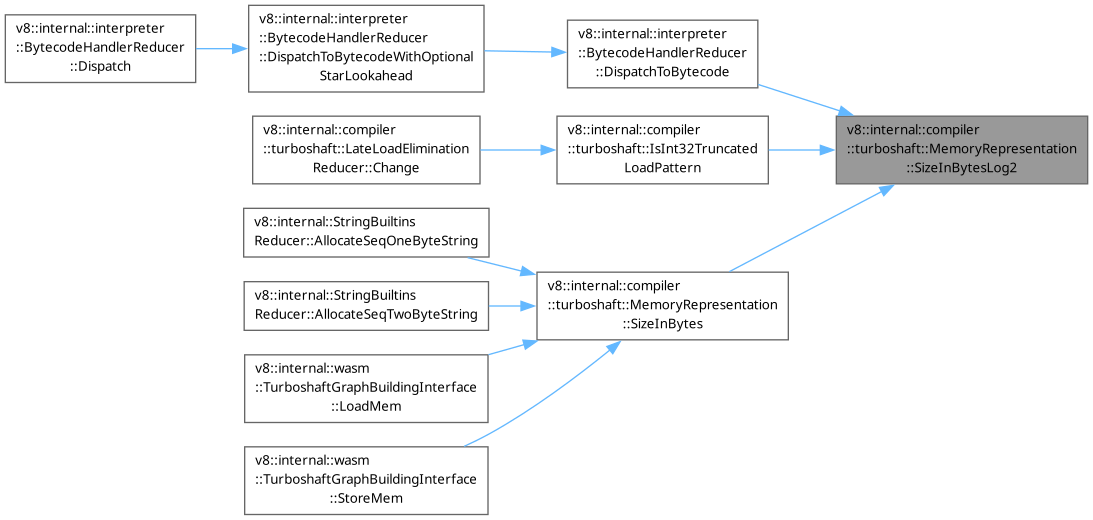 v8::internal::interpreter
::BytecodeHandlerReducer
::Dispatch
v8::internal::interpreter
::BytecodeHandlerReducer
::DispatchToBytecodeWithOptional
StarLookahead
v8::internal::interpreter
::BytecodeHandlerReducer
::DispatchToBytecode
v8::internal::compiler
::turboshaft::LateLoadElimination
Reducer::Change
v8::internal::compiler
::turboshaft::IsInt32Truncated
LoadPattern
v8::internal::compiler
::turboshaft::MemoryRepresentation
::SizeInBytesLog2
v8::internal::StringBuiltins
Reducer::AllocateSeqOneByteString
v8::internal::StringBuiltins
Reducer::AllocateSeqTwoByteString
v8::internal::compiler
::turboshaft::MemoryRepresentation
::SizeInBytes
v8::internal::wasm
::TurboshaftGraphBuildingInterface
::LoadMem
v8::internal::wasm
::TurboshaftGraphBuildingInterface
::StoreMem